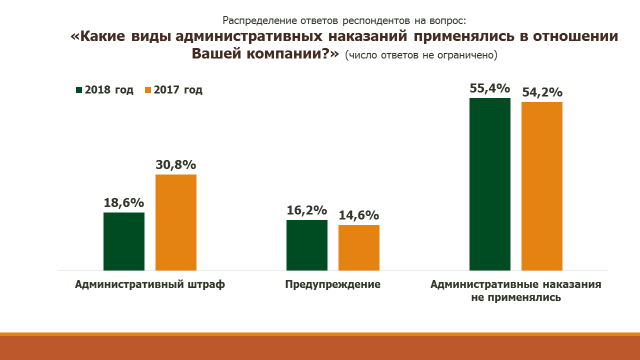 Распределение ответов респондентов на вопрос:
«Какие виды административных наказаний применялись в отношении
Вашей компании?» (число ответов не ограничено)
2018 год 2017 год
55,4% 54,2%
30,8%
18,6%
16,2% 14,6%
Административный штраф
Предупреждение
Административные наказания
не применялись